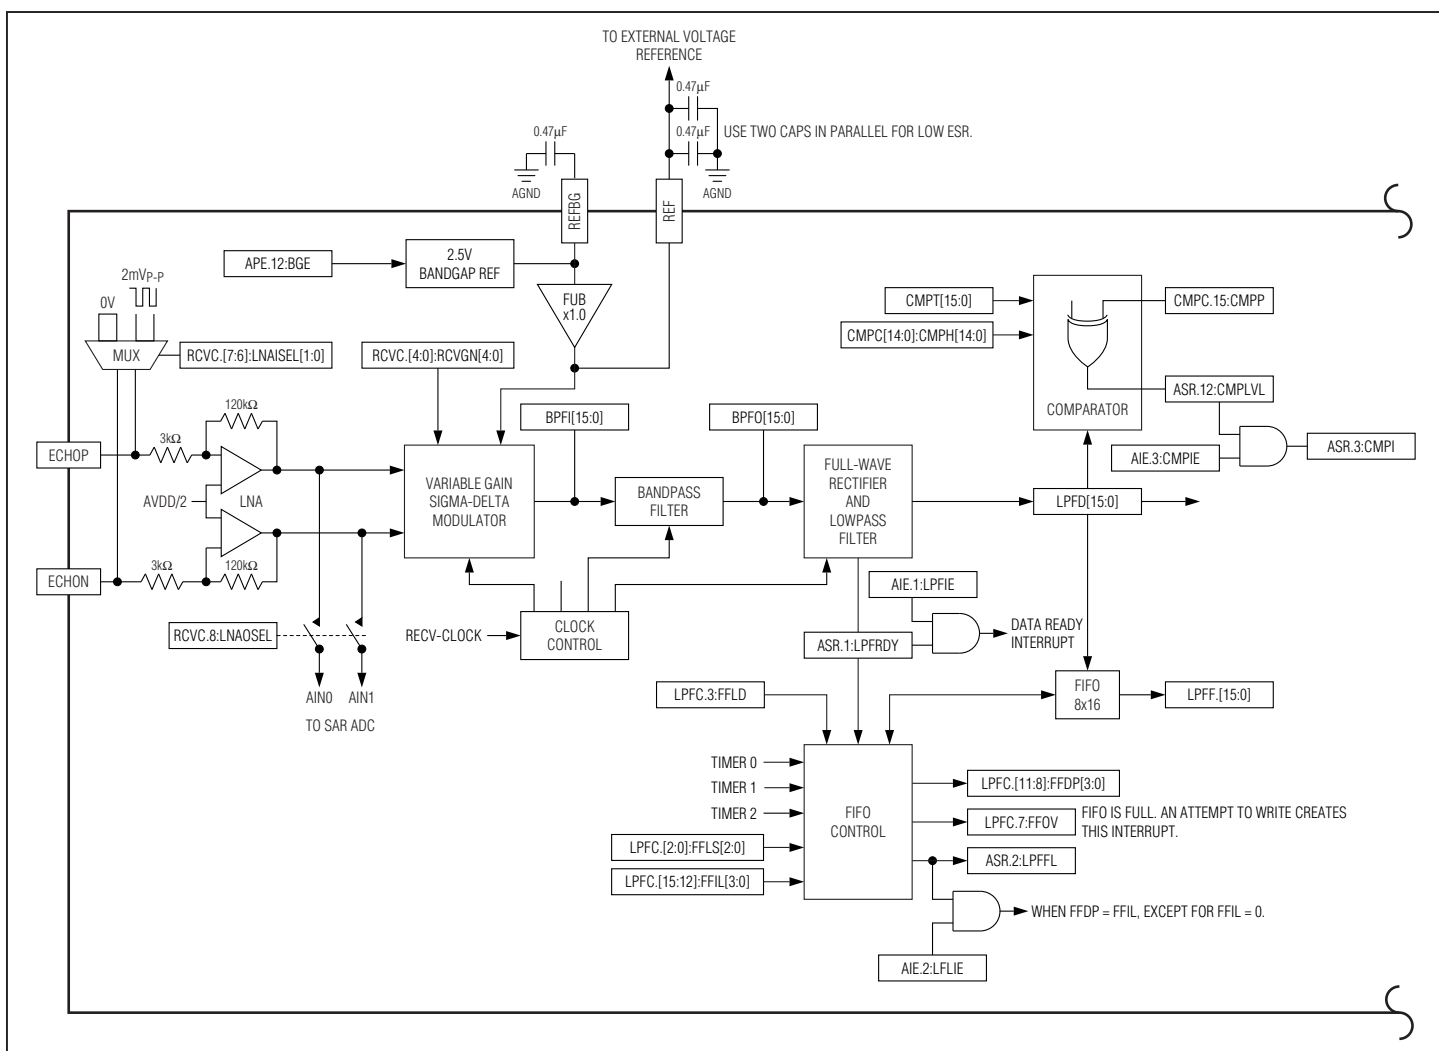 TO EXTERNAL VOLTAGE
REFERENCE
0.47µF
0.47µF
0.47µF
USE TWO CAPS IN PARALLEL FOR LOW ESR.
AGND
AGND
REFBG
REF
APE.12:BGE
2.5V
BANDGAP REF
FUB
x1.0
2mVP-P
0V
MUX
RCVC.[7:6]:LNAISEL[1:0]
RCVC.[4:0]:RCVGN[4:0]
CMPT[15:0]
CMPC[14:0]:CMPH[14:0]
CMPC.15:CMPP
COMPARATOR
ASR.12:CMPLVL
AIE.3:CMPIE
ASR.3:CMPI
120kΩ
3kΩ
ECHOP
BPFI[15:0]
BPFO[15:0]
VARIABLE GAIN
SIGMA-DELTA
MODULATOR
BANDPASS
FILTER
FULL-WAVE
RECTIFIER
AND
LOWPASS
FILTER
LPFD[15:0]
AVDD/2
LNA
3kΩ
120kΩ
ECHON
RCVC.8:LNAOSEL
RECV-CLOCK
CLOCK
CONTROL
AIE.1:LPFIE
ASR.1:LPFRDY
DATA READY
INTERRUPT
AIN0
AIN1
TO SAR ADC
LPFC.3:FFLD
FIFO
8x16
LPFF.[15:0]
TIMER 0
TIMER 1
TIMER 2
LPFC.[2:0]:FFLS[2:0]
LPFC.[15:12]:FFIL[3:0]
FIFO
CONTROL
LPFC.[11:8]:FFDP[3:0]
LPFC.7:FFOV
FIFO IS FULL. AN ATTEMPT TO WRITE CREATES
THIS INTERRUPT.
ASR.2:LPFFL
WHEN FFDP = FFIL, EXCEPT FOR FFIL = 0.
AIE.2:LFLIE